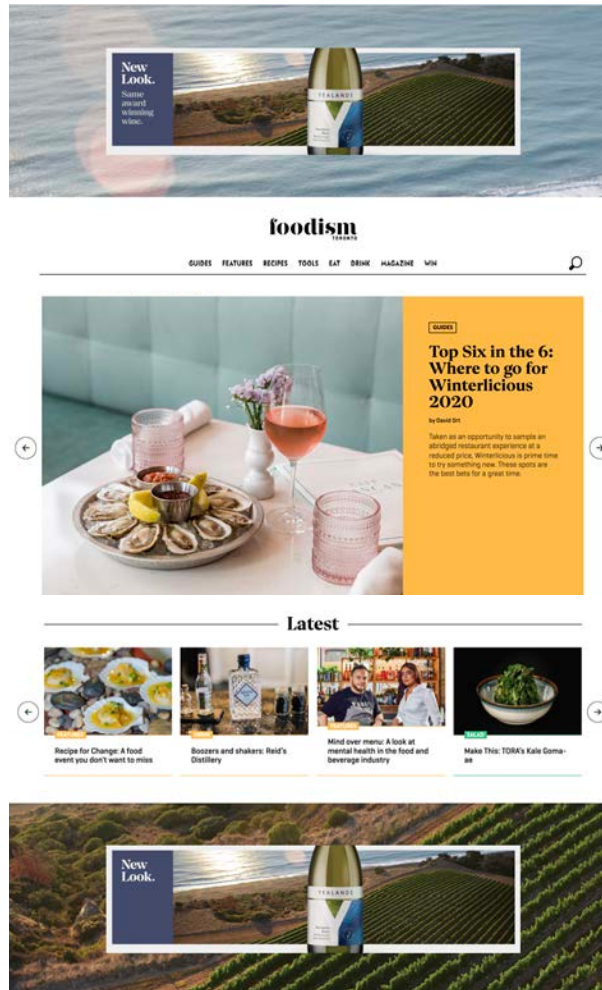 New
Look.
Same
award
winning
wine.
YEALANDS
foodism
TORONTO
GUIDES FEATURES RECIPES TOOLS EAT DRINK MAGAZINE WIN
GUIDES
Top Six in the 6:
Where to go for
Winterlicious
2020
by David Ort
Taken as an opportunity to sample an
abridged restaurant experience at a
reduced price, Winterlicious is prime time
to try something new. These spots are
the best bets for a great time.
Latest
FEATURES
Recipe for Change: A food
event you don't want to miss
DRINK
Boozers and shakers: Reid's
Distillery
FEATURES
Mind over menu: A look at
mental health in the food and
beverage industry
SALAD
Make This: TORA's Kale Goma-
ae
New
Look.
YEALANDS